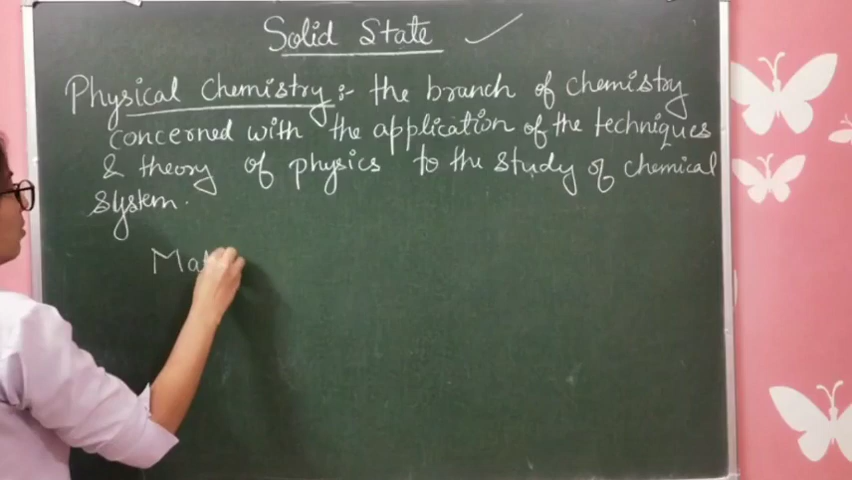 Solid State ✓
Physical Chemistry :- the branch of chemistry
concerned with the application of the techniques
& theory of physics to the study of chemical
system.
Mat